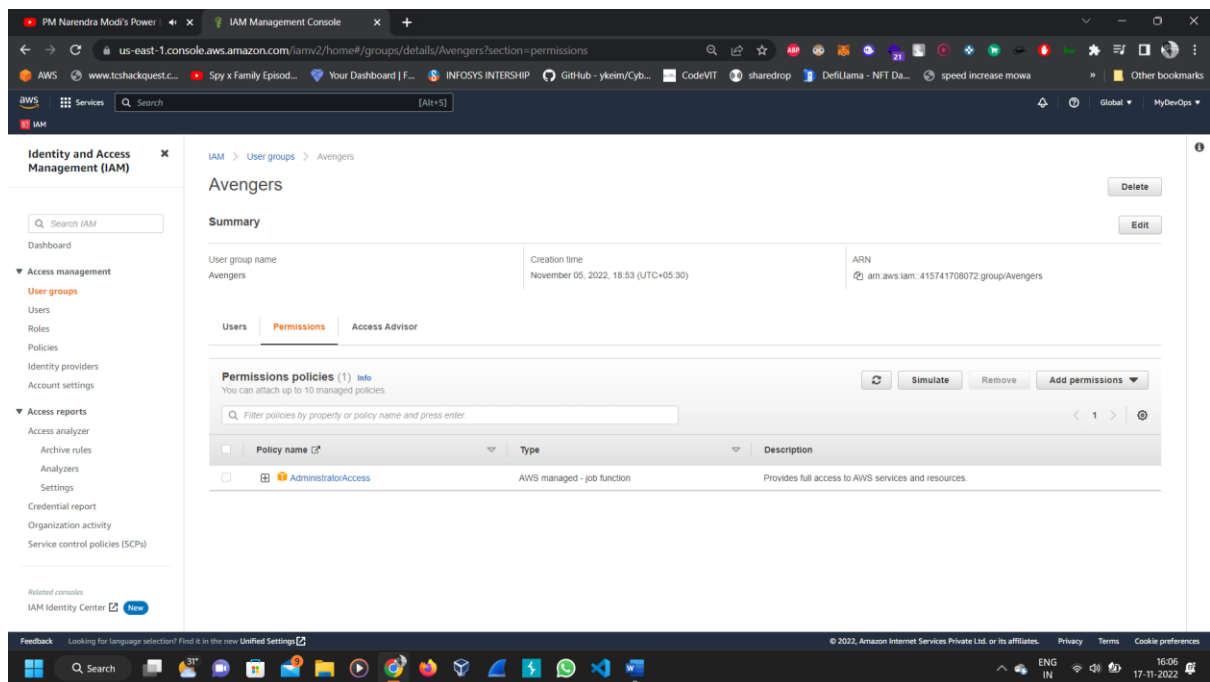 PM Narendra Modi's Power
IAM Management Console
us-east-1.console.aws.amazon.com/iamv2/home#/groups/details/Avengers?section=permissions
ABP
21
AWS
www.tcshackquest.c...
Spy x Family Episod...
Your Dashboard | F...
INFOSYS INTERSHIP
GitHub - ykeim/Cyb...
CodeVIT
sharedrop
DefiLlama - NFT Da...
speed increase mowa
»
Other bookmarks
aws
Services
Search
[Alt+S]
Global
MyDevOps
IAM
Identity and Access
Management (IAM)
Search IAM
Dashboard
Access management
User groups
Users
Roles
Policies
Identity providers
Account settings
Access reports
Access analyzer
Archive rules
Analyzers
Settings
Credential report
Organization activity
Service control policies (SCPs)
Related consoles
IAM Identity Center
New
IAM > User groups > Avengers
Avengers
Delete
Summary
Edit
User group name
Avengers
Creation time
November 05, 2022, 18:53 (UTC+05:30)
ARN
arn:aws:iam::415741708072:group/Avengers
Users
Permissions
Access Advisor
Permissions policies (1) Info
You can attach up to 10 managed policies.
Simulate
Remove
Add permissions
Filter policies by property or policy name and press enter.
1
Policy name
Type
Description
AdministratorAccess
AWS managed - job function
Provides full access to AWS services and resources.
Feedback
Looking for language selection? Find it in the new Unified Settings
© 2022, Amazon Internet Services Private Ltd. or its affiliates.
Privacy
Terms
Cookie preferences
Search
31°
9
ENG
IN
16:06
17-11-2022